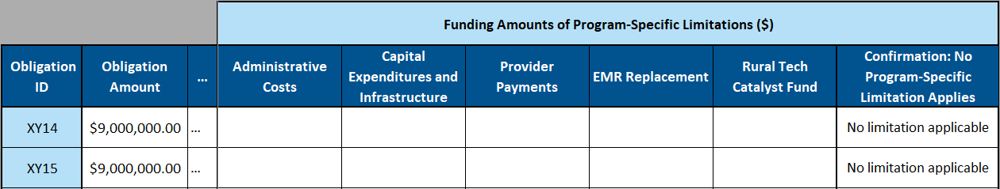 Funding Amounts of Program-Specific Limitations ($)
Obligation ID | Obligation Amount | ... | Administrative Costs | Capital Expenditures and Infrastructure | Provider Payments | EMR Replacement | Rural Tech Catalyst Fund | Confirmation: No Program-Specific Limitation Applies
XY14 | $9,000,000.00 | ... | No limitation applicable
XY15 | $9,000,000.00 | ... | No limitation applicable